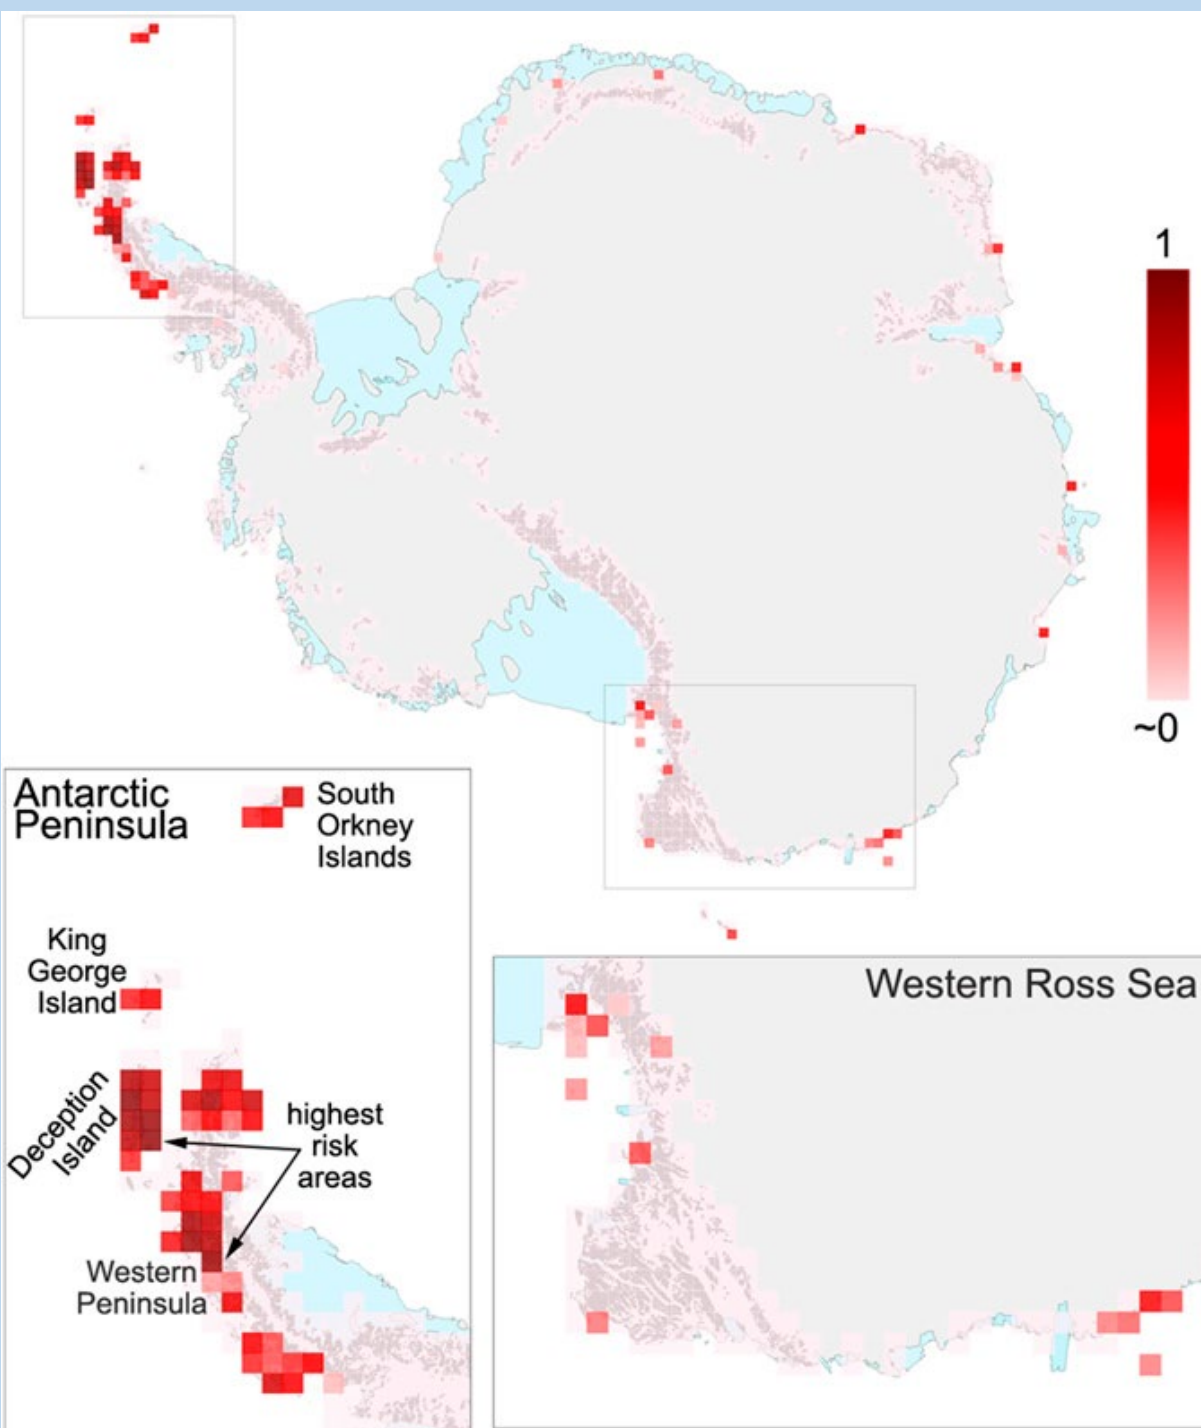 1
~0
Antarctic
Peninsula
South
Orkney
Islands
King
George
Island
Deception
Island
highest
risk
areas
Western
Peninsula
Western Ross Sea